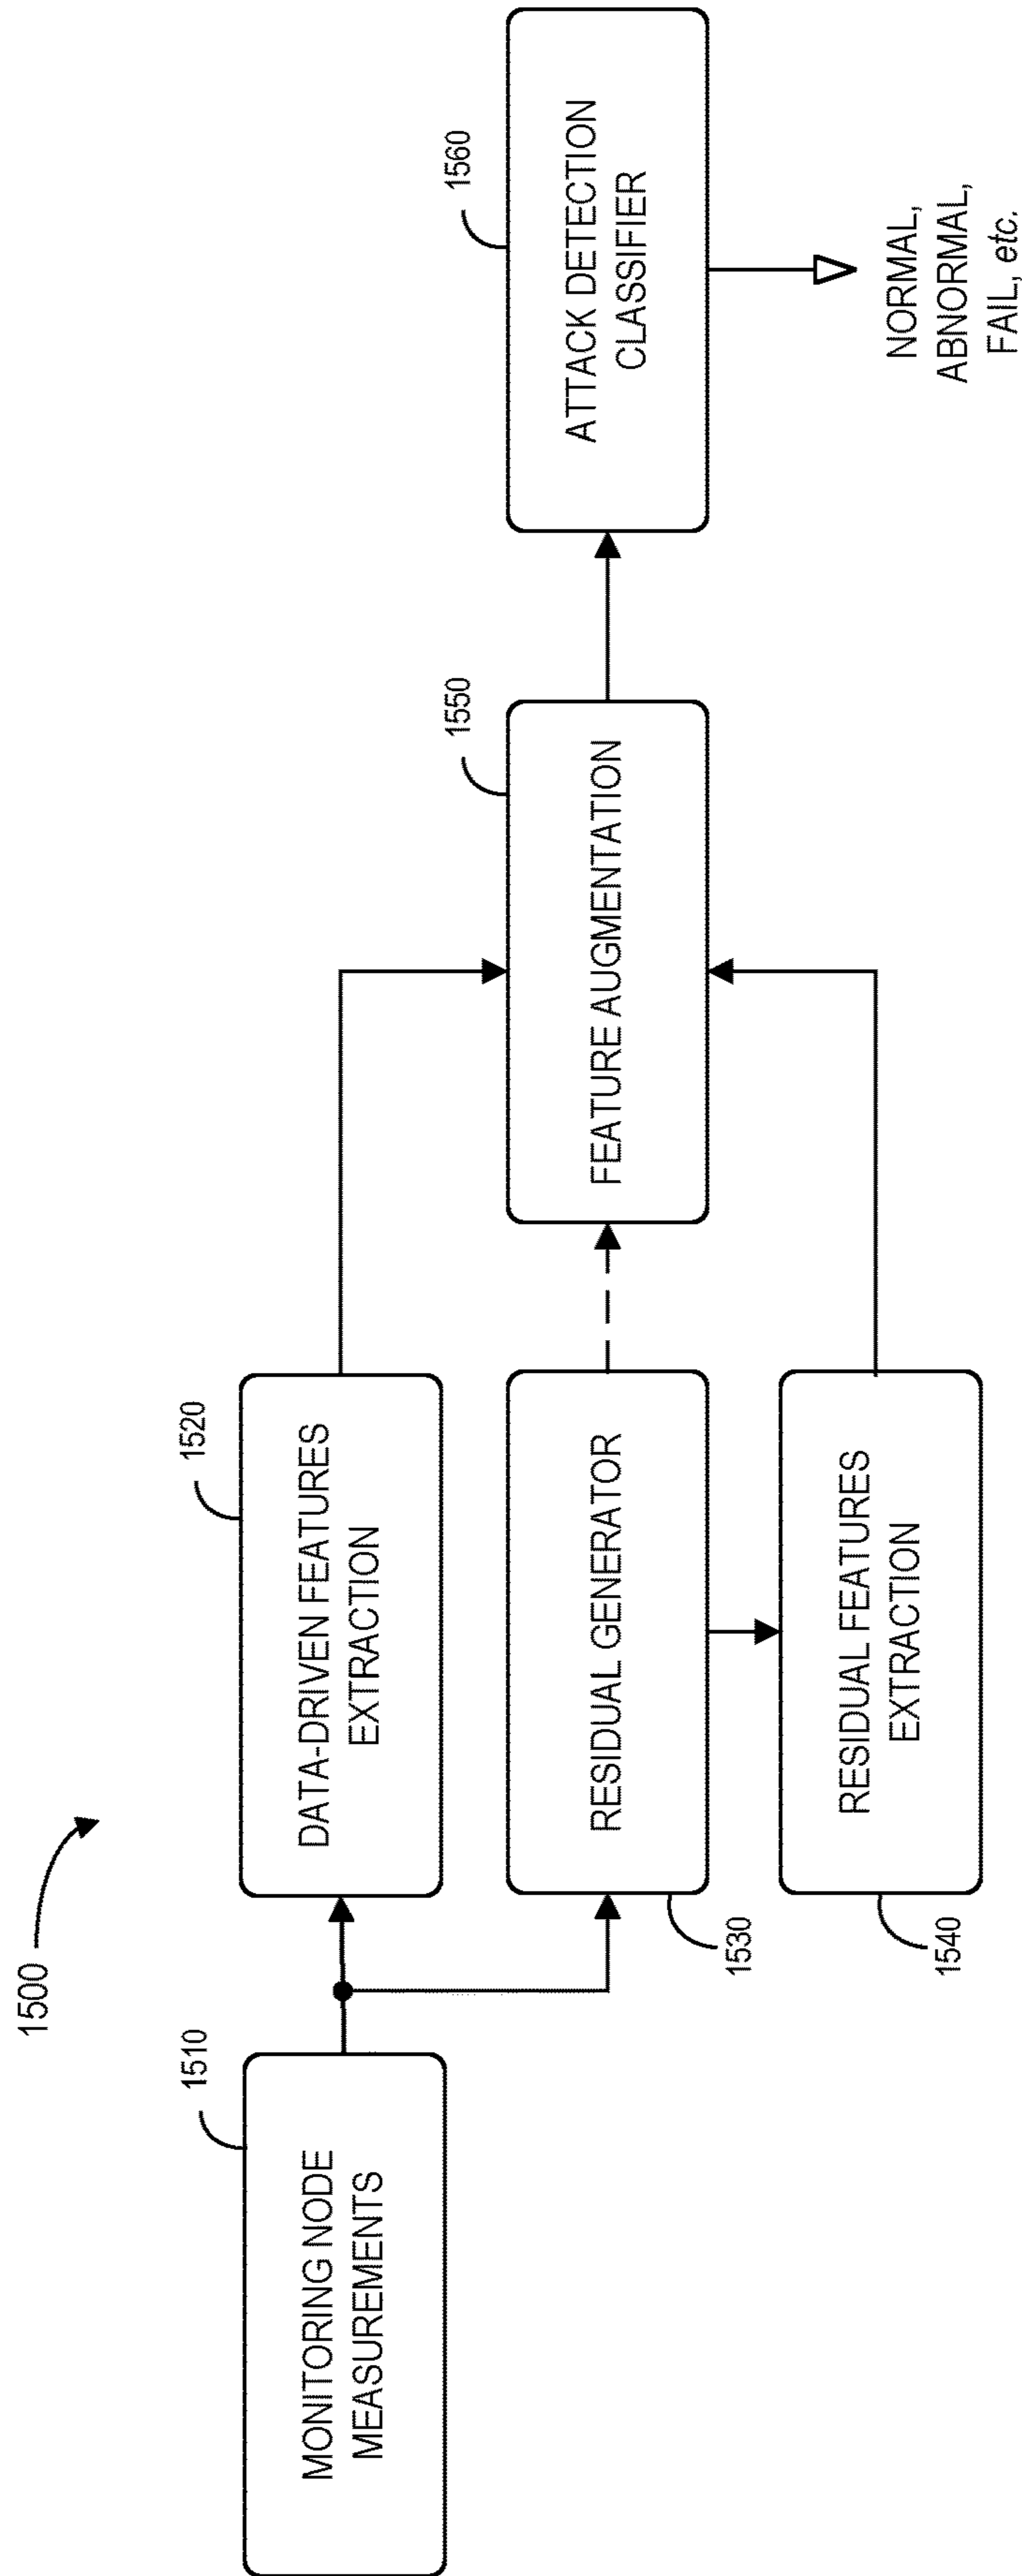 1500
1510
MONITORING NODE
MEASUREMENTS
1520
DATA-DRIVEN FEATURES
EXTRACTION
RESIDUAL GENERATOR
1530
RESIDUAL FEATURES
EXTRACTION
1540
1550
FEATURE AUGMENTATION
1560
ATTACK DETECTION
CLASSIFIER
NORMAL,
ABNORMAL,
FAIL, etc.